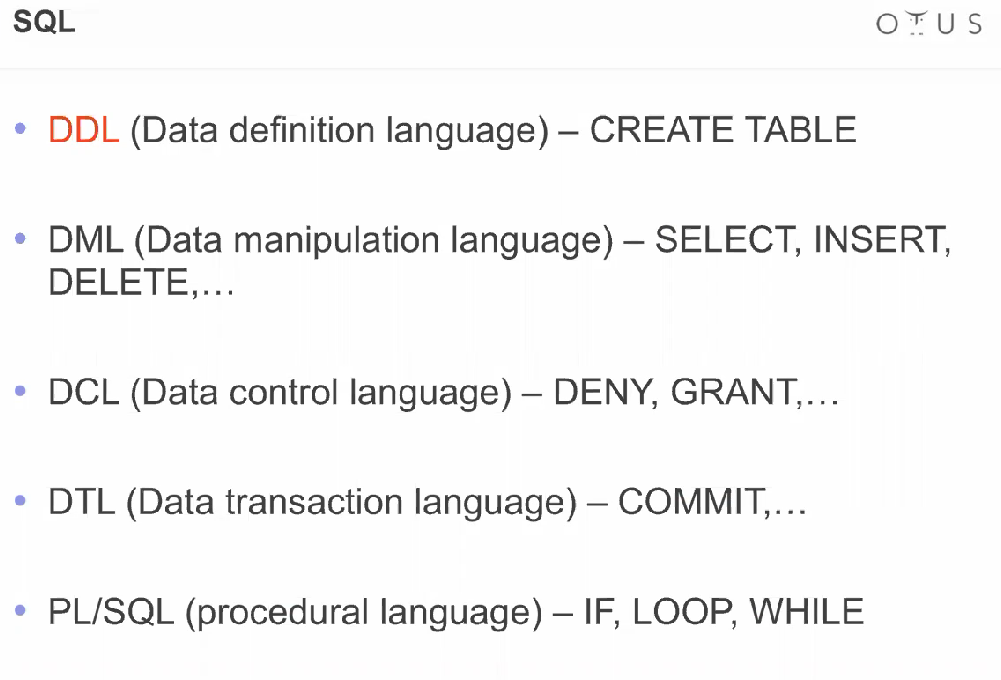 SQL
OTUS
• DDL (Data definition language) – CREATE TABLE
• DML (Data manipulation language) – SELECT, INSERT,
DELETE,…
• DCL (Data control language) – DENY, GRANT,…
• DTL (Data transaction language) – COMMIT,…
• PL/SQL (procedural language) – IF, LOOP, WHILE